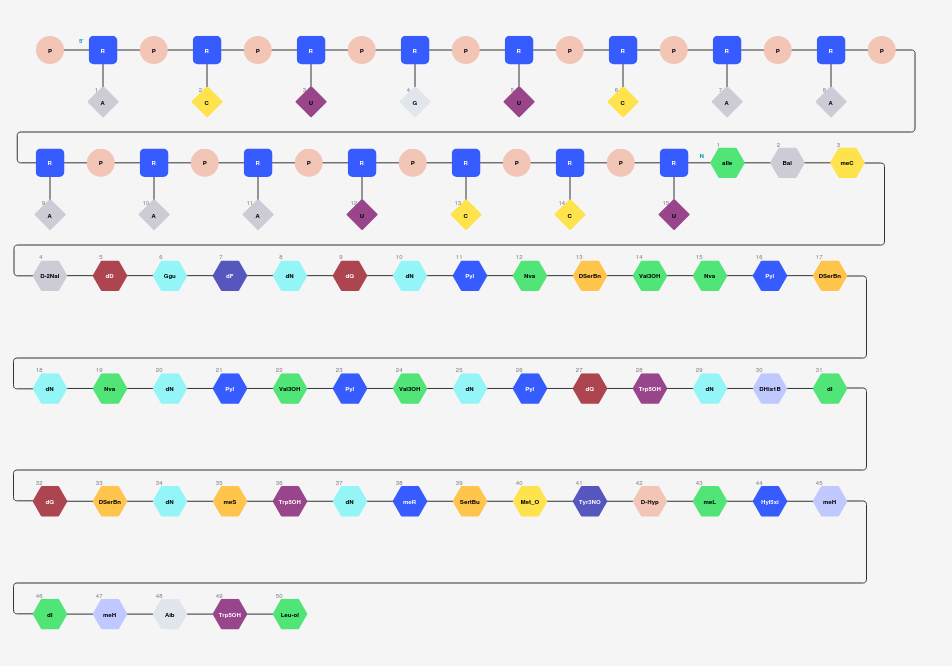 P 5' R P R P R P R P R P R P R P R P
1 A 2 C 3 U 4 G 5 U 6 C 7 A 8 A
R P R P R P R P R P R P R N 1 aIle 2 Bal 3 meC
9 A 10 A 11 A 12 U 13 C 14 C 15 U
4 5 6 7 8 9 10 11 12 13 14 15 16 17
D-2Nal dD Ggu dF dN dQ dN Pyl Nva DSerBn Val3OH Nva Pyl DSerBn
18 19 20 21 22 23 24 25 26 27 28 29 30 31
dN Nva dN Pyl Val3OH Pyl Val3OH dN Pyl dQ Trp5OH dN DHis1B dI
32 33 34 35 36 37 38 39 40 41 42 43 44 45
dQ DSerBn dN meS Trp5OH dN meR SertBu Met_O Tyr3NO D-Hyp meL Hyl5xi meH
46 47 48 49 50
dI meH Aib Trp5OH Leu-ol